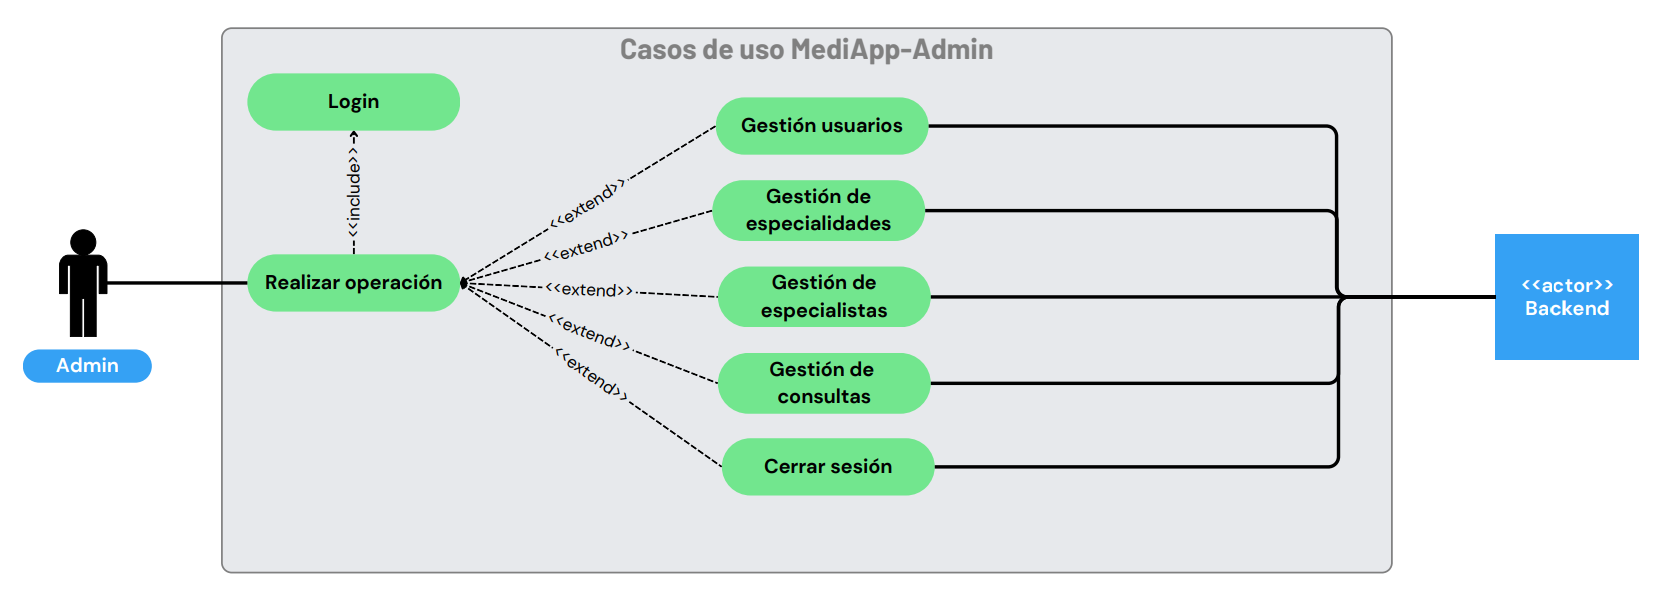 Casos de uso MediApp-Admin
Login
<<include>>
Realizar operación
Admin
<<extend>>
<<extend>>
<<extend>>
<<extend>>
<<extend>>
Gestión usuarios
Gestión de
especialidades
Gestión de
especialistas
Gestión de
consultas
Cerrar sesión
<<actor>>
Backend